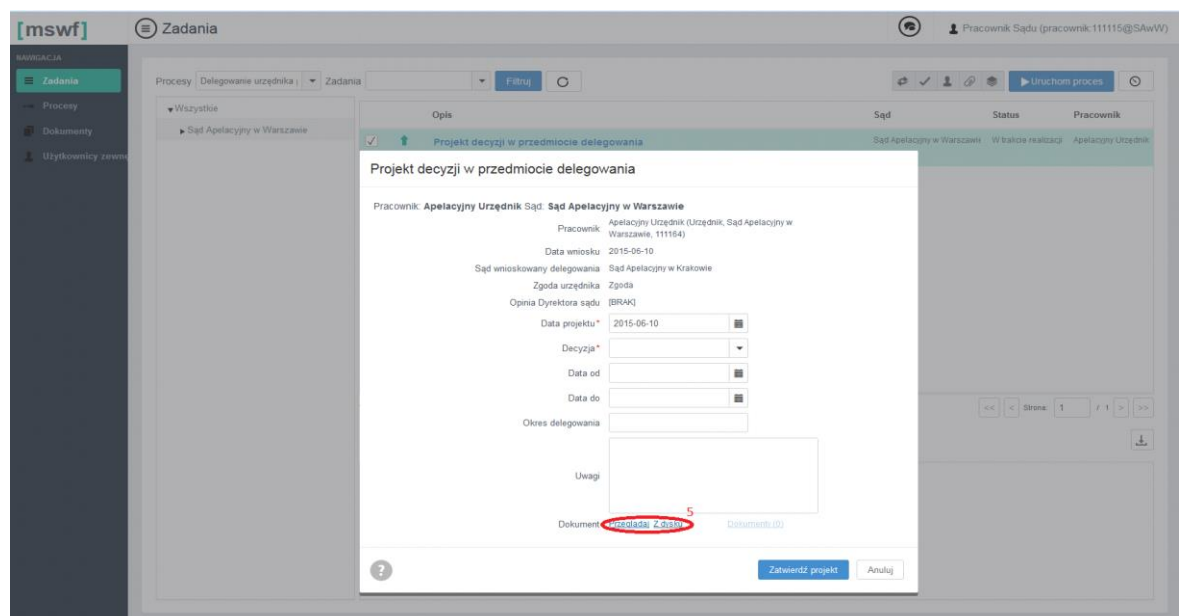 [mswf]
Zadania
Pracownik Sądu (pracownik.111115@SAwW)
NAWIGACJA
Zadania
Procesy
Dokumenty
Użytkownicy zewnę
Procesy Delegowanie urzędnika j Zadania Filtruj Uruchom proces
Wszystkie
Sąd Apelacyjny w Warszawie
Opis Sąd Status Pracownik
Projekt decyzji w przedmiocie delegowania Sąd Apelacyjny w Warszawie W trakcie realizacji Apelacyjny Urzędnik
Projekt decyzji w przedmiocie delegowania
Pracownik: Apelacyjny Urzędnik Sąd: Sąd Apelacyjny w Warszawie
Pracownik Apelacyjny Urzędnik (Urzędnik, Sąd Apelacyjny w
Warszawie, 111164)
Data wniosku 2015-06-10
Sąd wnioskowany delegowania Sąd Apelacyjny w Krakowie
Zgoda urzędnika Zgoda
Opinia Dyrektora sądu [BRAK]
Data projektu* 2015-06-10
Decyzja*
Data od
Data do
<< < Strona: 1 / 1 > >>
Okres delegowania
Uwagi
5
Dokument Przeglądaj Z dysku Dokumenty (0)
? Zatwierdź projekt Anuluj